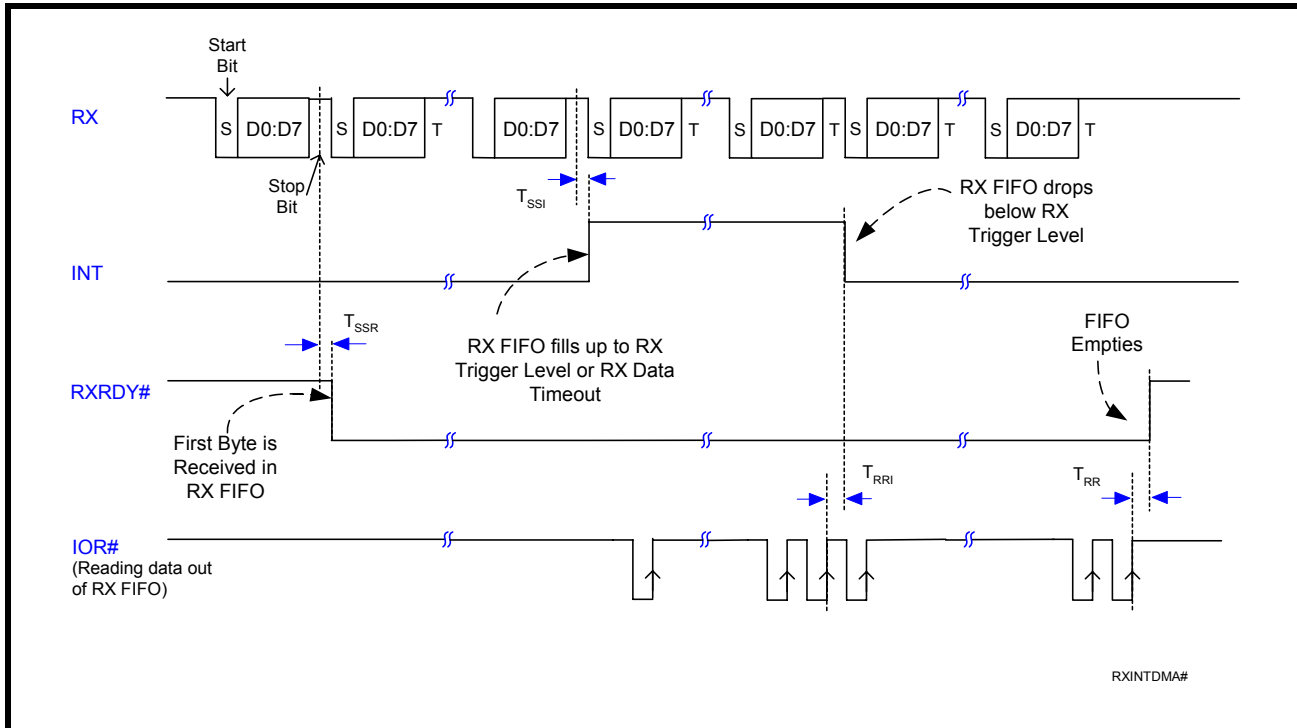 Start
Bit
RX
S
D0:D7
S
D0:D7
T
D0:D7
S
D0:D7
T
S
D0:D7
T
S
D0:D7
T
S
D0:D7
T
Stop
Bit
TSSI
RX FIFO drops
below RX
Trigger Level
INT
TSSR
RX FIFO fills up to RX
Trigger Level or RX Data
Timeout
FIFO
Empties
RXRDY#
First Byte is
Received in
RX FIFO
TRRI
TRR
IOR#
(Reading data out
of RX FIFO)
RXINTDMA#